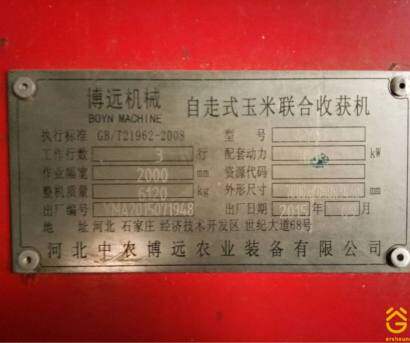 博远机械 自走式玉米联合收获机
BOYN MACHINE
执行标准 GB/T21962-2008 型号
工作行数 3 行 配套动力 kW
作业幅宽 2000 mm 资源代码
整机质量 6120 kg 外形尺寸 mm
出厂编号 YMA2015071948 出厂日期 2015 年 月
地址 河北 石家庄 经济技术开发区 世纪大道68号
河北中农博远农业装备有限公司